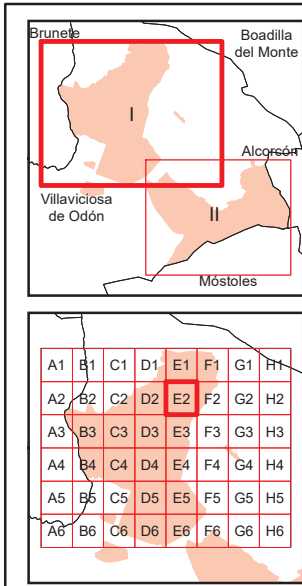 Brunete
Boadilla
del Monte
I
Alcorcón
Villaviciosa
de Odón
II
Móstoles
A1 B1 C1 D1 E1 F1 G1 H1
A2 B2 C2 D2 E2 F2 G2 H2
A3 B3 C3 D3 E3 F3 G3 H3
A4 B4 C4 D4 E4 F4 G4 H4
A5 B5 C5 D5 E5 F5 G5 H5
A6 B6 C6 D6 E6 F6 G6 H6